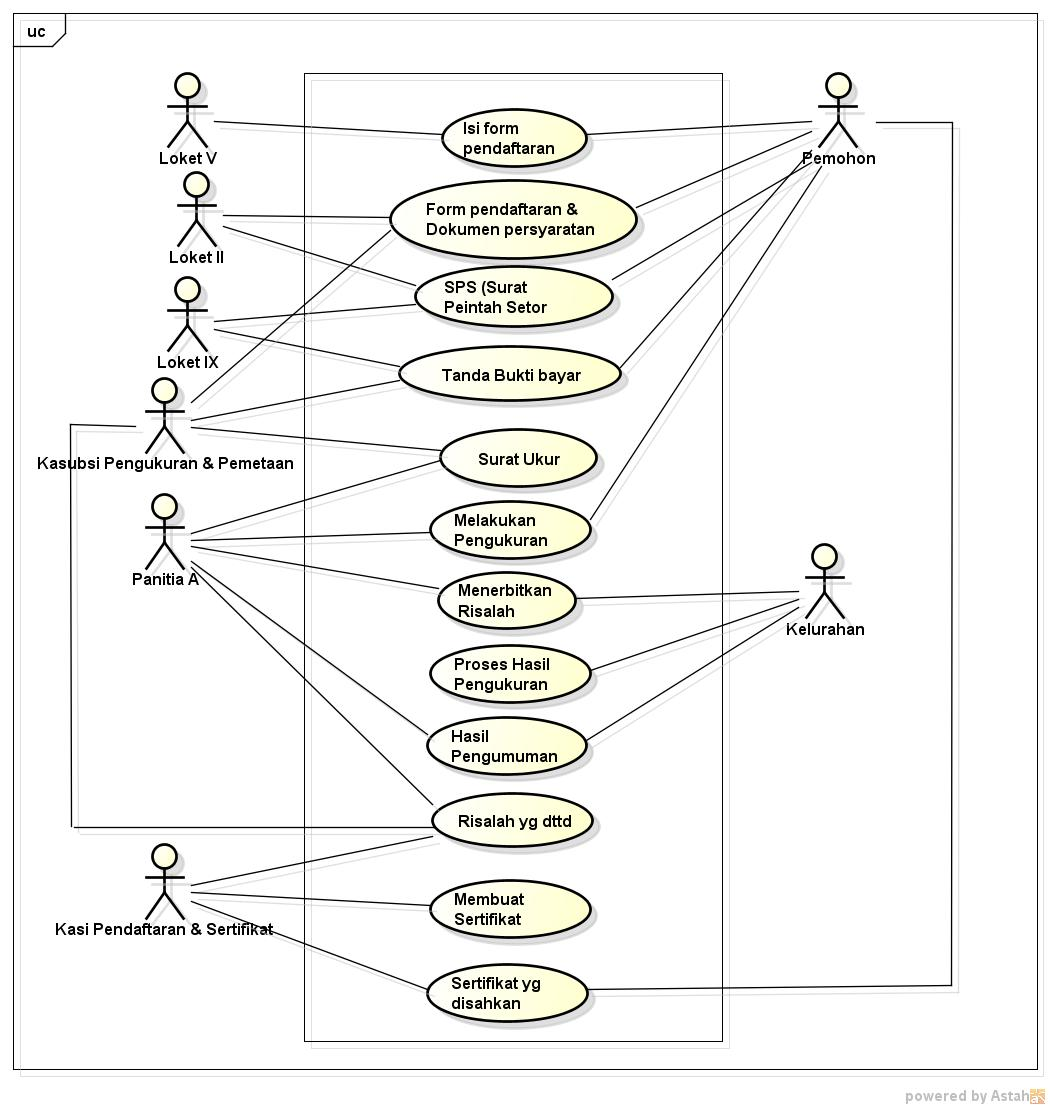 uc
Loket V
Isi form
pendaftaran
Pemohon
Loket II
Form pendaftaran &
Dokumen persyaratan
SPS (Surat
Peintah Setor
Loket IX
Tanda Bukti bayar
Kasubsi Pengukuran & Pemetaan
Surat Ukur
Panitia A
Melakukan
Pengukuran
Menerbitkan
Risalah
Kelurahan
Proses Hasil
Pengukuran
Hasil
Pengumuman
Risalah yg dttd
Kasi Pendaftaran & Sertifikat
Membuat
Sertifikat
Sertifikat yg
disahkan
powered by Astah